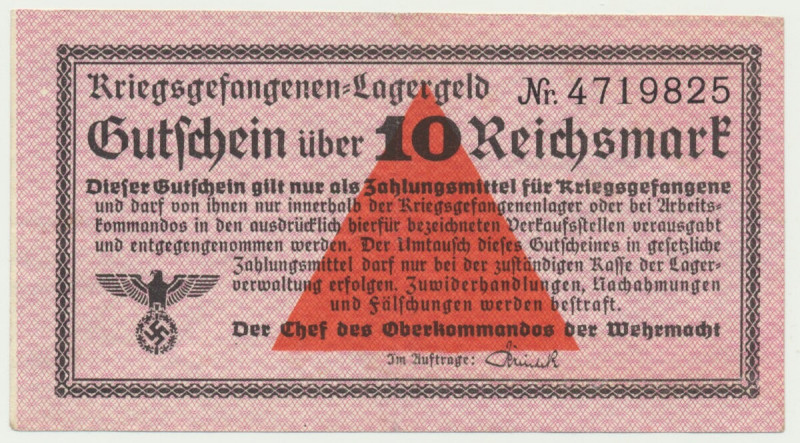 Kriegsgefangenen-Lagergeld Nr. 4719825
Gutschein über 10 Reichsmark
Dieser Gutschein gilt nur als Zahlungsmittel für Kriegsgefangene
und darf von ihnen nur innerhalb der Kriegsgefangenenlager oder bei Arbeits-
kommandos in den ausdrücklich hierfür bezeichneten Verkaufsstellen verausgabt
und entgegengenommen werden. Der Umtausch dieses Gutscheines in gesetzliche
Zahlungsmittel darf nur bei der zuständigen Kasse der Lager-
verwaltung erfolgen. Zuwiderhandlungen, Nachahmungen
und Fälschungen werden bestraft.
Der Chef des Oberkommandos der Wehrmacht
Im Auftrage: